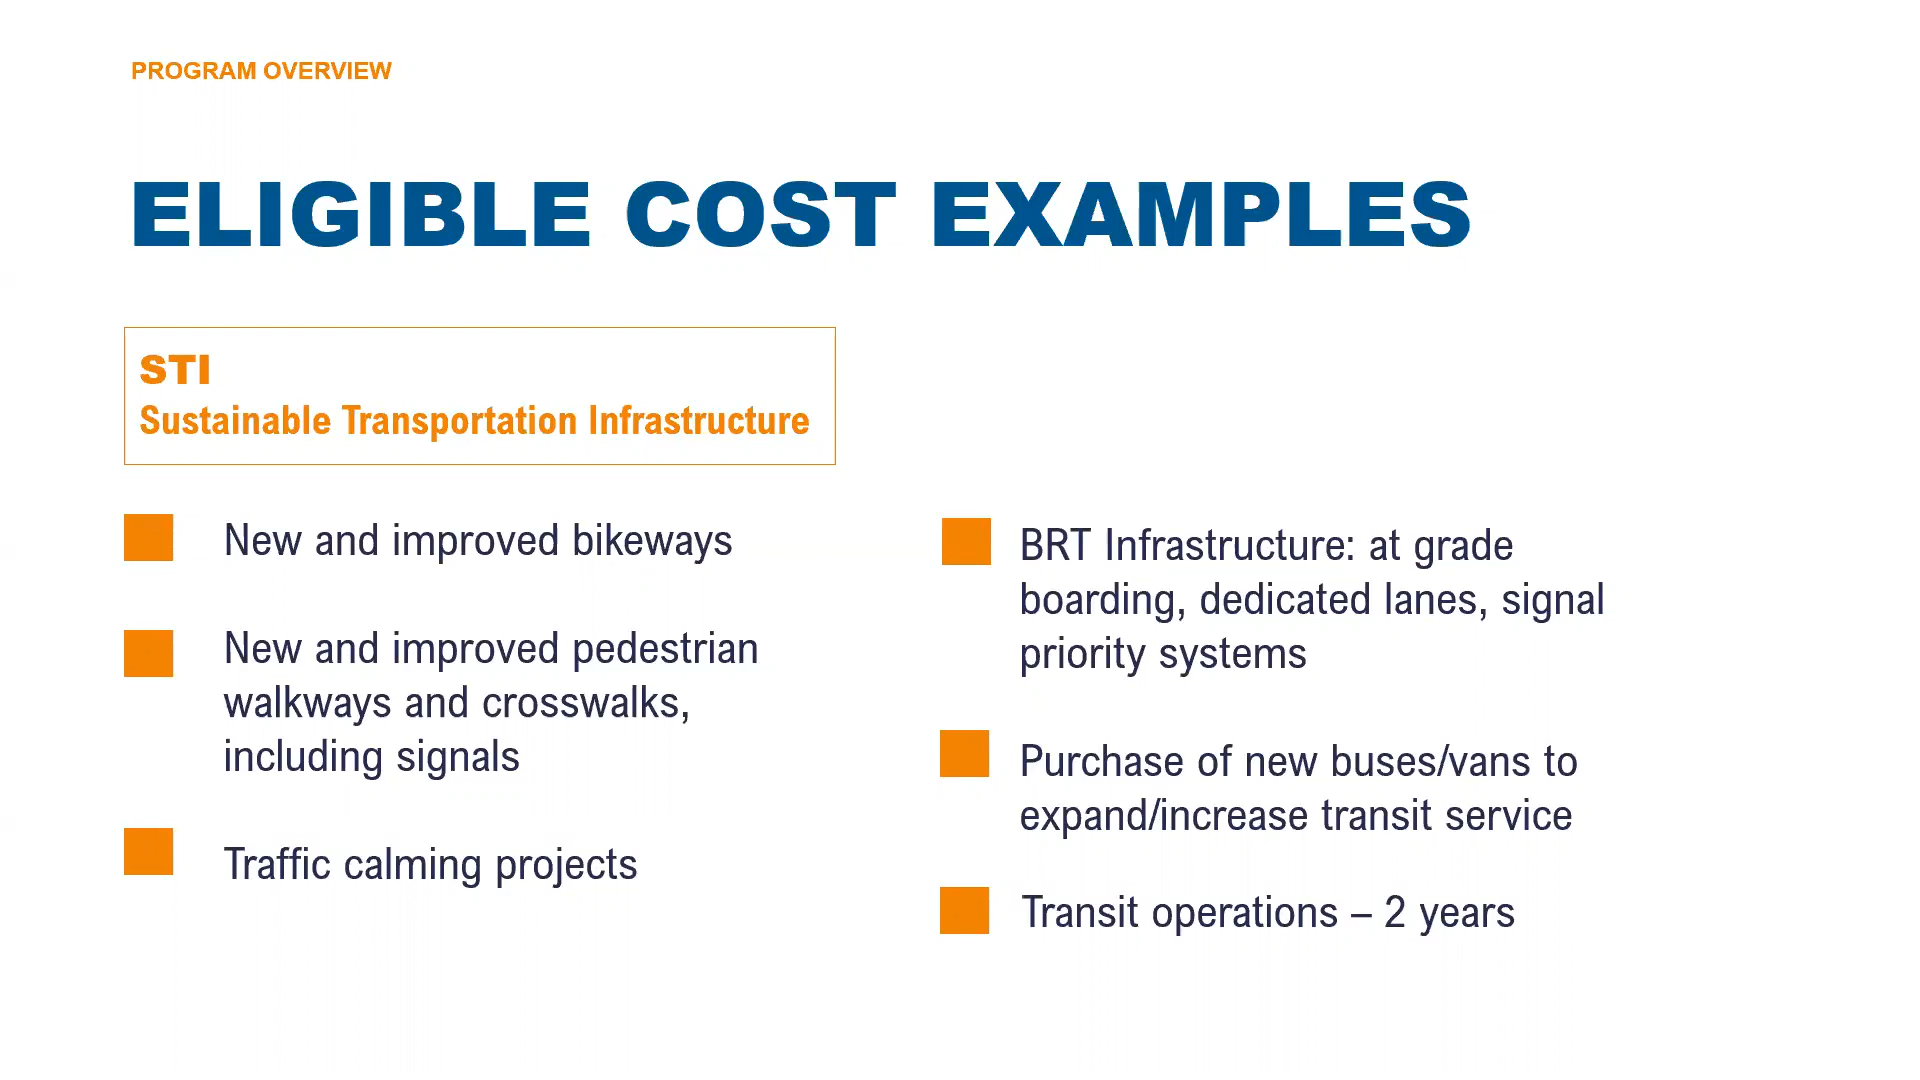 PROGRAM OVERVIEW
ELIGIBLE COST EXAMPLES
STI
Sustainable Transportation Infrastructure
New and improved bikeways
New and improved pedestrian
walkways and crosswalks,
including signals
Traffic calming projects
BRT Infrastructure: at grade
boarding, dedicated lanes, signal
priority systems
Purchase of new buses/vans to
expand/increase transit service
Transit operations – 2 years